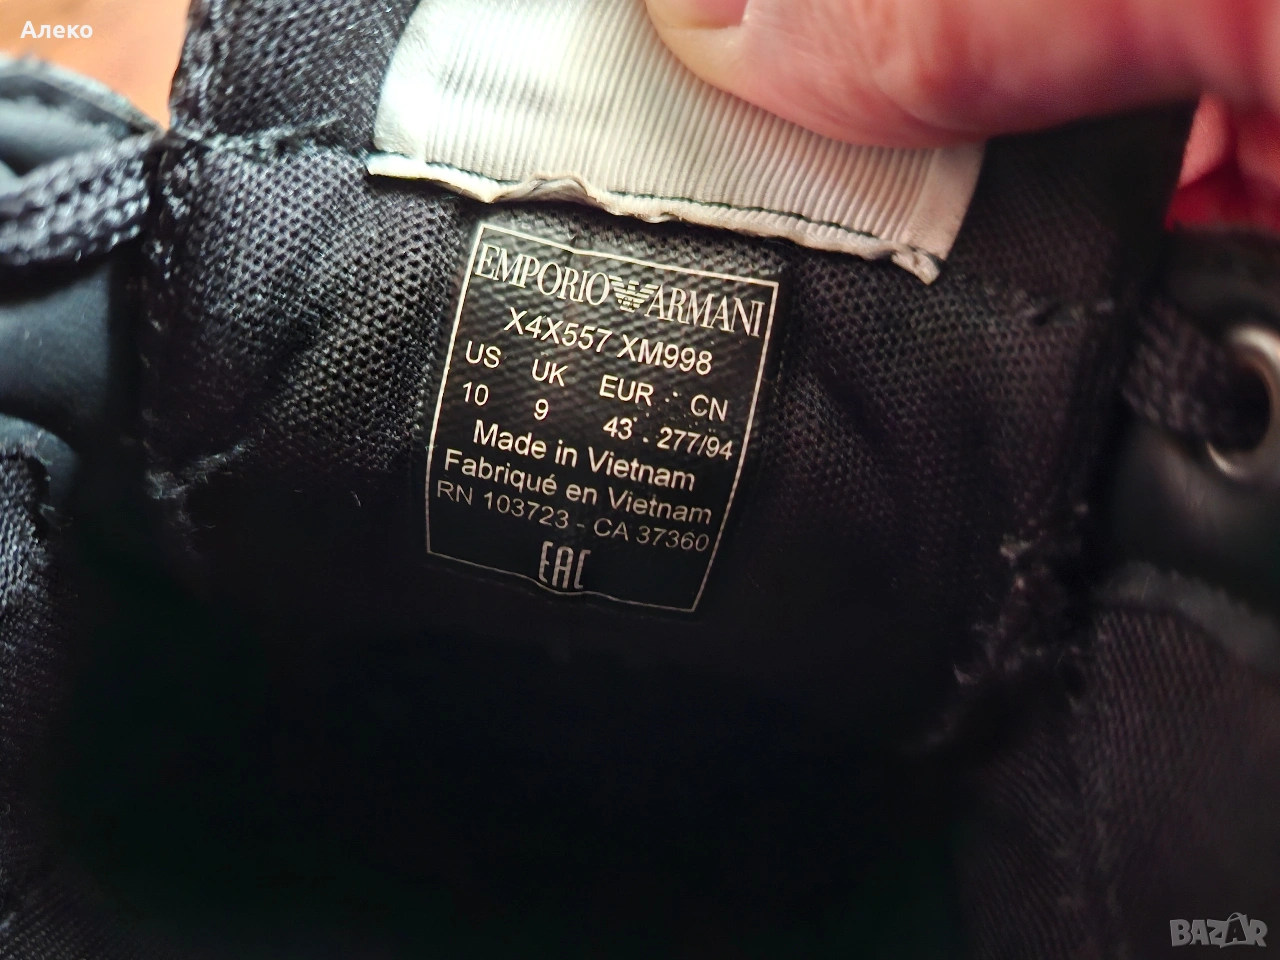 Алеко
EMPORIO ARMANI
X4X557 XM998
US UK EUR CN
10 9 43 277/94
Made in Vietnam
Fabriqué en Vietnam
RN 103723 - CA 37360
EAC
BAZAR